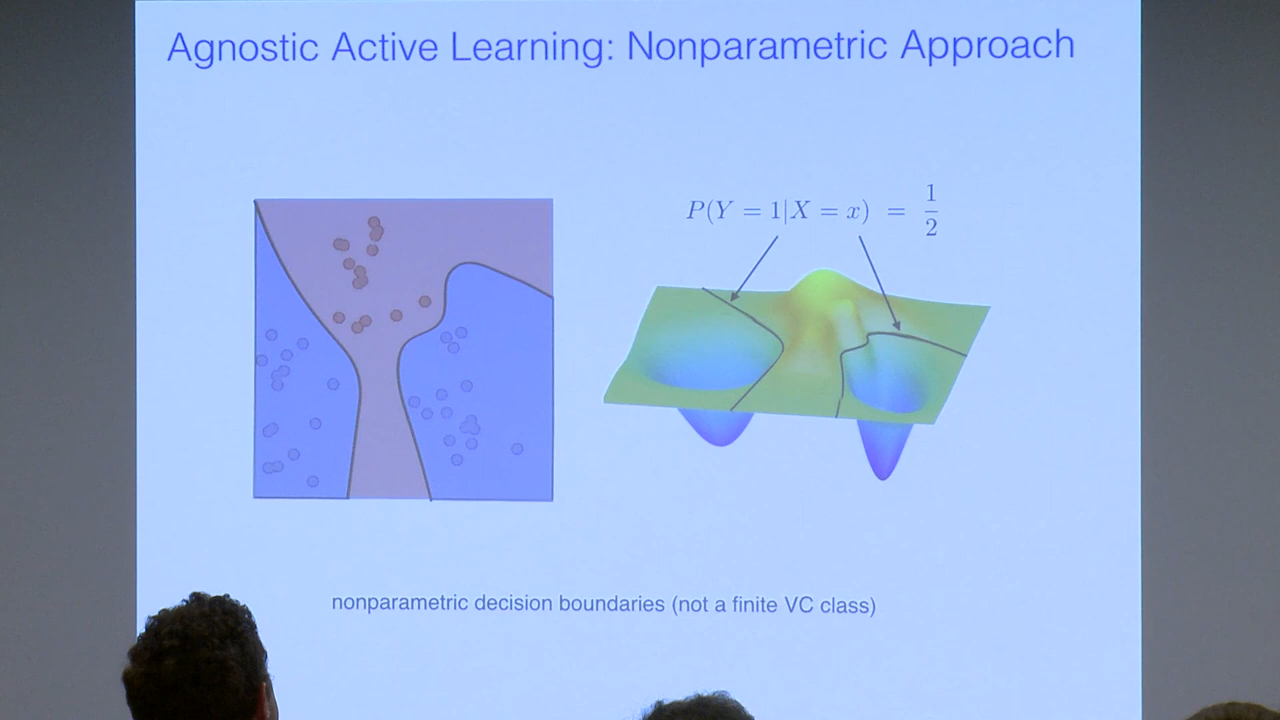 Agnostic Active Learning: Nonparametric Approach
P(Y = 1|X = x) = 1/2
nonparametric decision boundaries (not a finite VC class)